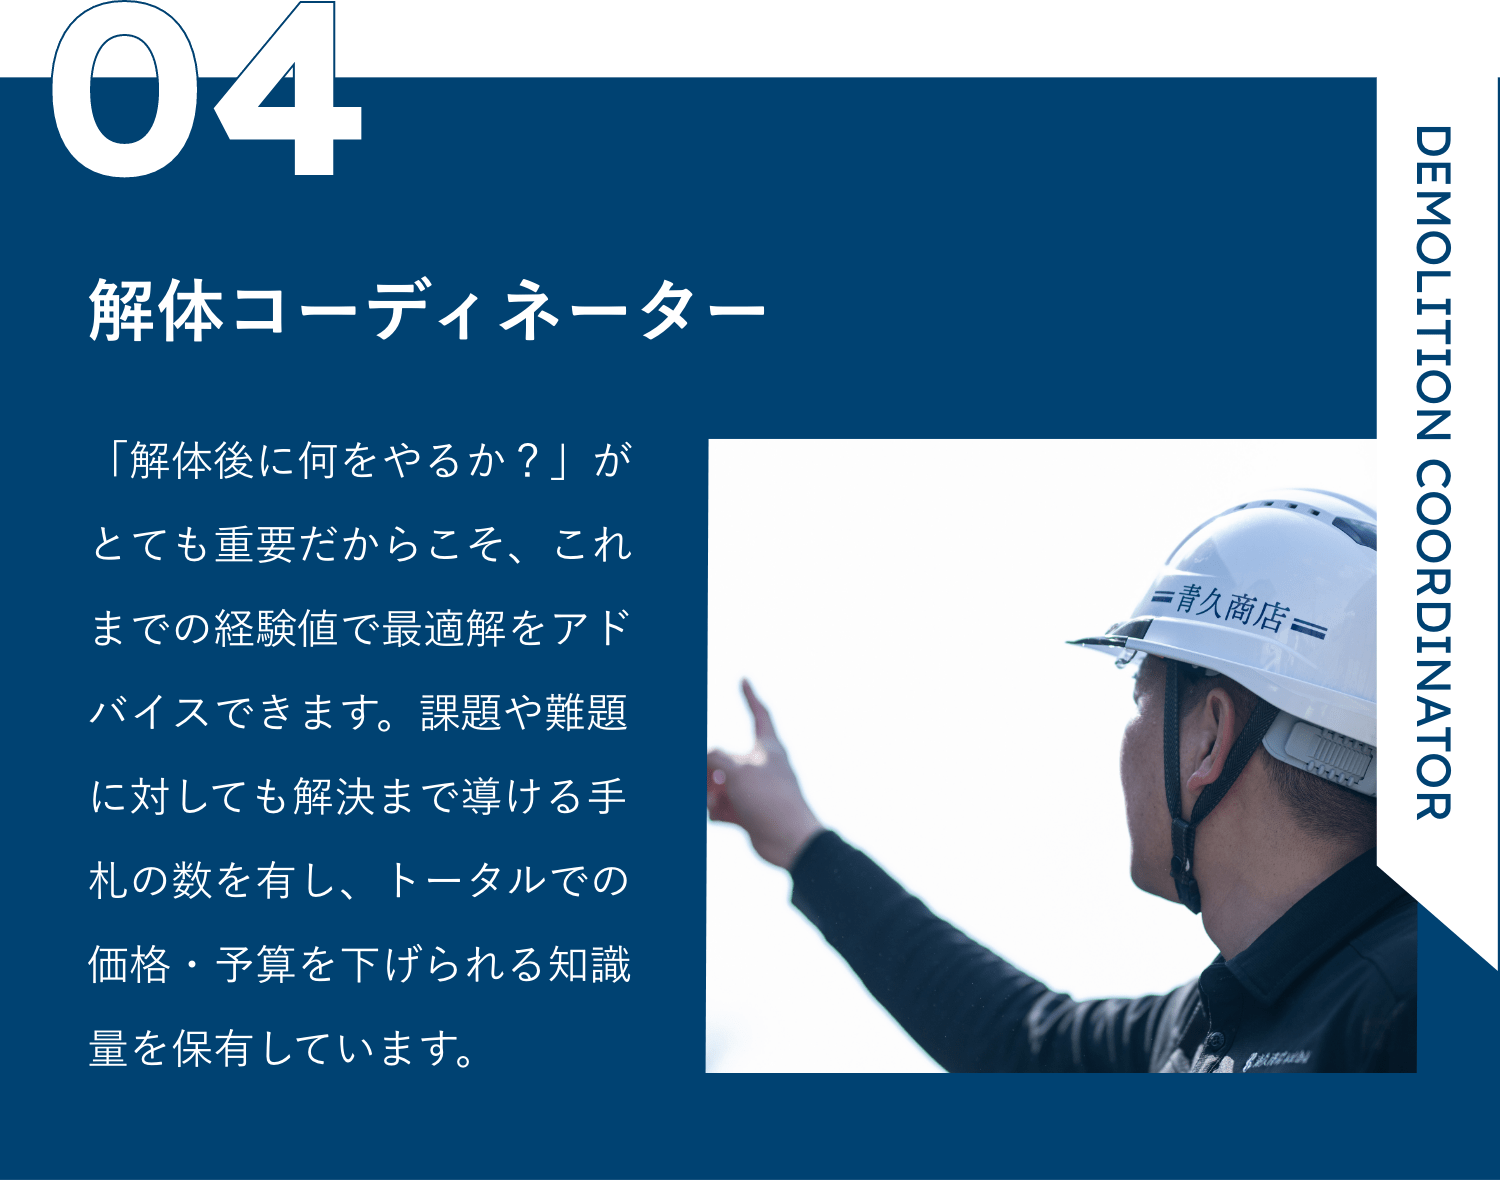 04
解体コーディネーター
「解体後に何をやるか？」が
とても重要だからこそ、これ
までの経験値で最適解をアド
バイスできます。課題や難題
に対しても解決まで導ける手
札の数を有し、トータルでの
価格・予算を下げられる知識
量を保有しています。
DEMOLITION COORDINATOR
青久商店